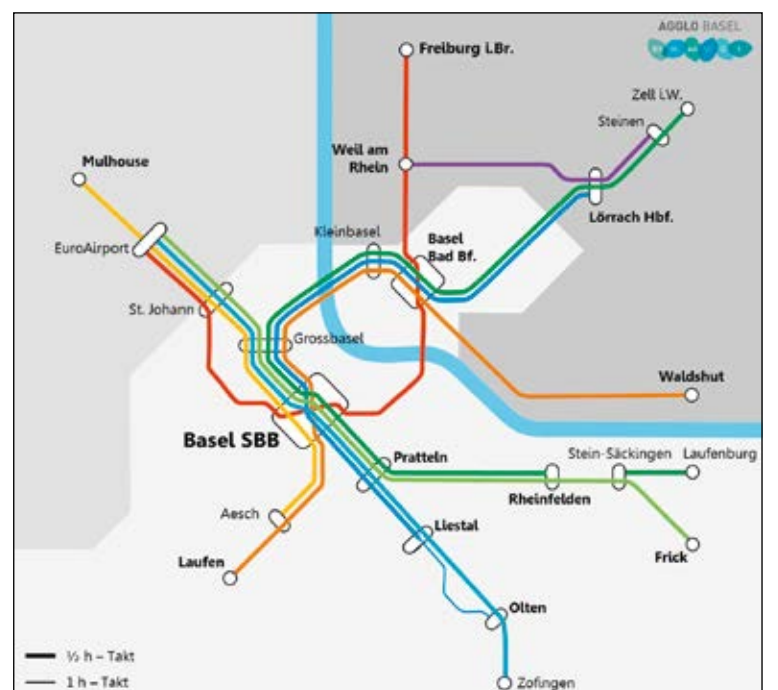 AGGLO BASEL
Freiburg i.Br.
Zell i.W.
Steinen
Weil am
Rhein
Mulhouse
Lörrach Hbf.
Kleinbasel
Basel
Bad Bf.
EuroAirport
St. Johann
Grossbasel
Waldshut
Basel SBB
Pratteln
Stein-Säckingen
Laufenburg
Rheinfelden
Aesch
Liestal
Laufen
Frick
Olten
½ h – Takt
1 h – Takt
Zofingen